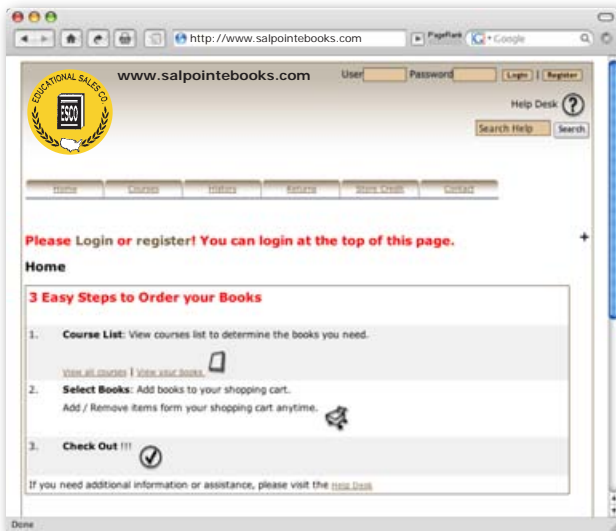 http://www.salpointebooks.com
PageRank
Google
EDUCATIONAL SALES CO.
ESCO
www.salpointebooks.com
User
Password
Login | Register
Help Desk
?
Search Help
Search
Home
Courses
History
Returns
Store Credit
Contact
Please Login or register! You can login at the top of this page.
+
Home
3 Easy Steps to Order your Books
1. Course List: View courses list to determine the books you need.
View all courses | View your books
2. Select Books: Add books to your shopping cart.
Add / Remove items form your shopping cart anytime.
3. Check Out !!!
If you need additional information or assistance, please visit the Help Desk
Done